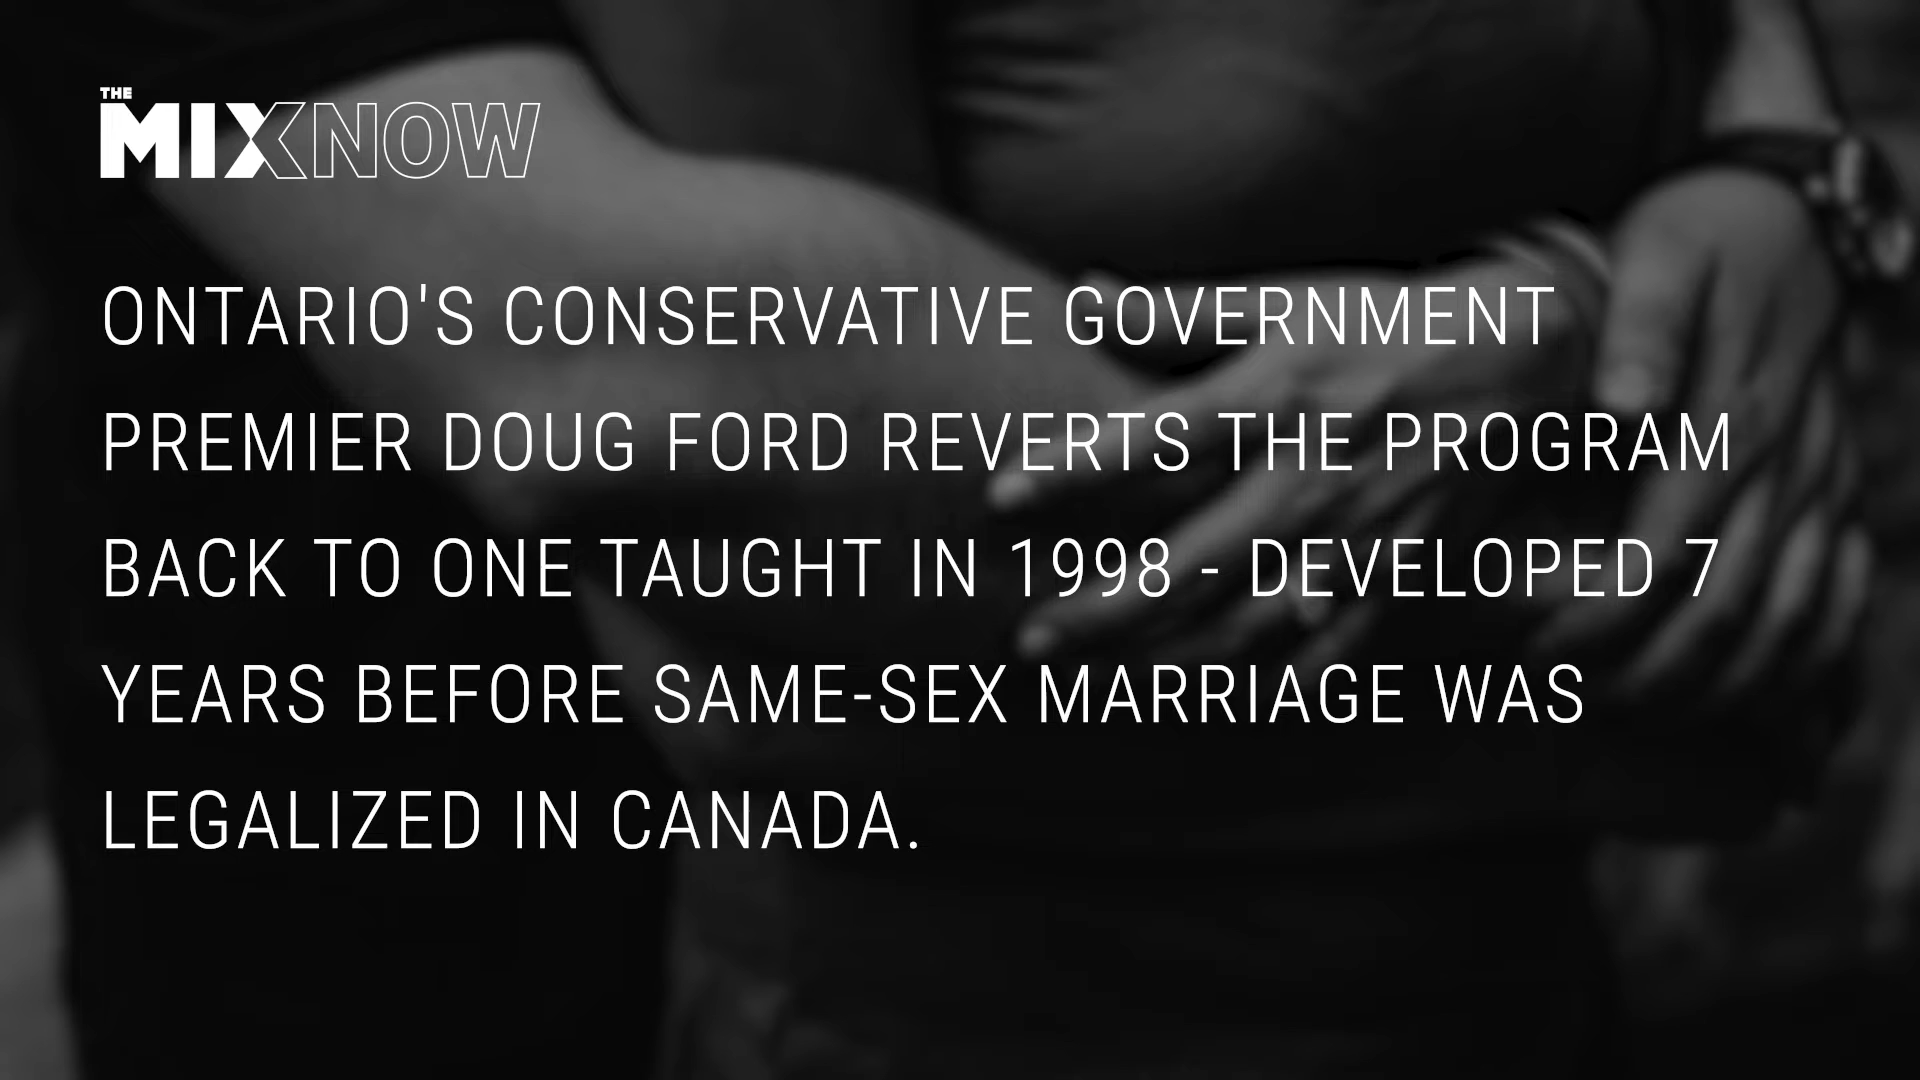 THE
MIXNOW
ONTARIO'S CONSERVATIVE GOVERNMENT
PREMIER DOUG FORD REVERTS THE PROGRAM
BACK TO ONE TAUGHT IN 1998 - DEVELOPED 7
YEARS BEFORE SAME-SEX MARRIAGE WAS
LEGALIZED IN CANADA.